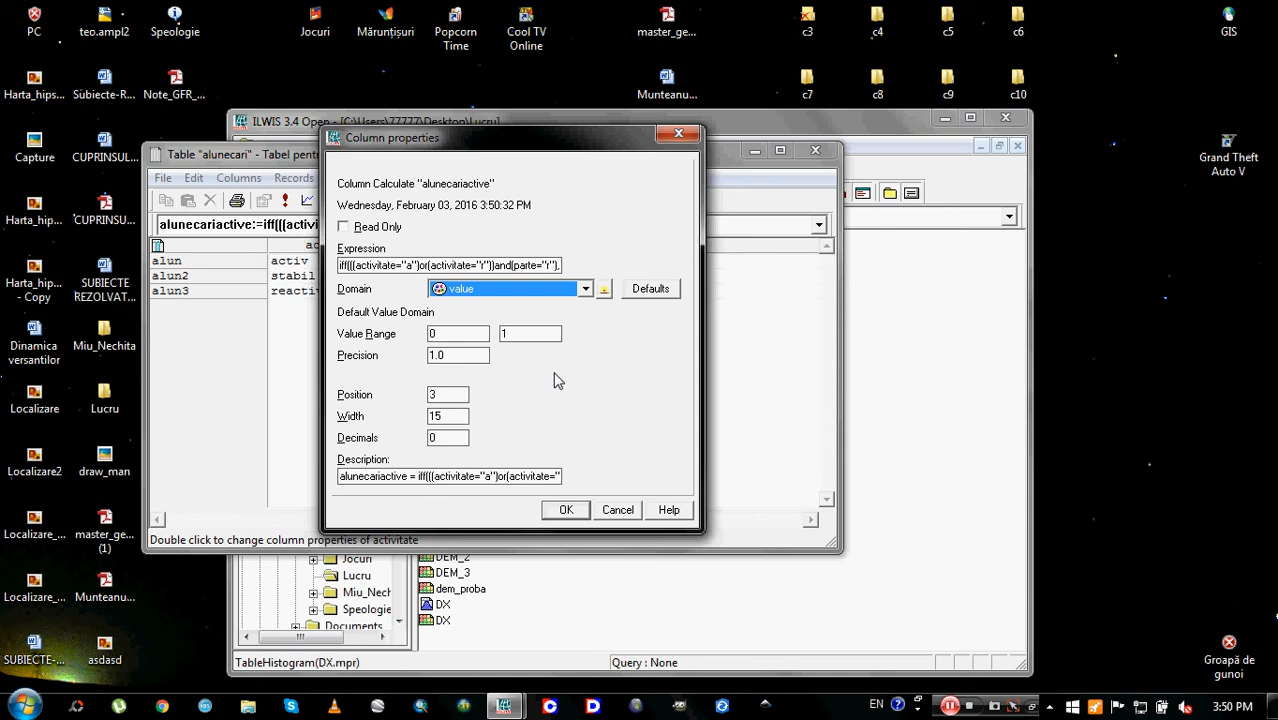 PC
teo.ampl2
Speologie
Jocuri
Mărunțișuri
Popcorn Time
Cool TV Online
master_ge...
c3
c4
c5
c6
GIS
Harta_hips...
Subiecte-R...
Note_GFR_...
Munteanu...
c7
c8
c9
c10
ILWIS 3.4 Open - [C:\Users\77777\Desktop\Lucru]
Column properties
Capture
CUPRINSUL...
Table "alunecari" - Tabel pentr
Grand Theft Auto V
File Edit Columns Records
Column Calculate "alunecariactive"
Wednesday, February 03, 2016 3:50:32 PM
Harta_hip...
CUPRINSUL...
alunecariactive:=iff(((activi
Read Only
Expression
iff(((activitate="a")or(activitate="r"))and(parte="r"),
ac
alun activ
alun2 stabil
alun3 reactiv
Harta_hip... - Copy
SUBIECTE REZOLVAT...
Domain value Defaults
Default Value Domain
Value Range 0 1
Precision 1.0
Dinamica versantilor
Miu_Nechita
Position 3
Width 15
Decimals 0
Localizare
Lucru
Description:
alunecariactive = iff(((activitate="a")or(activitate="
Localizare2
draw_man
OK Cancel Help
Localizare_...
master_ge... (1)
Double click to change column properties of activitate
Jocuri
Lucru
Miu_Nech
Speologie
Documents
DEM_2
DEM_3
dem_proba
DX
DX
Localizare_...
Munteanu...
SUBIECTE-...
asdasd
TableHistogram(DX.mpr)
Query : None
Groapă de gunoi
EN
3:50 PM